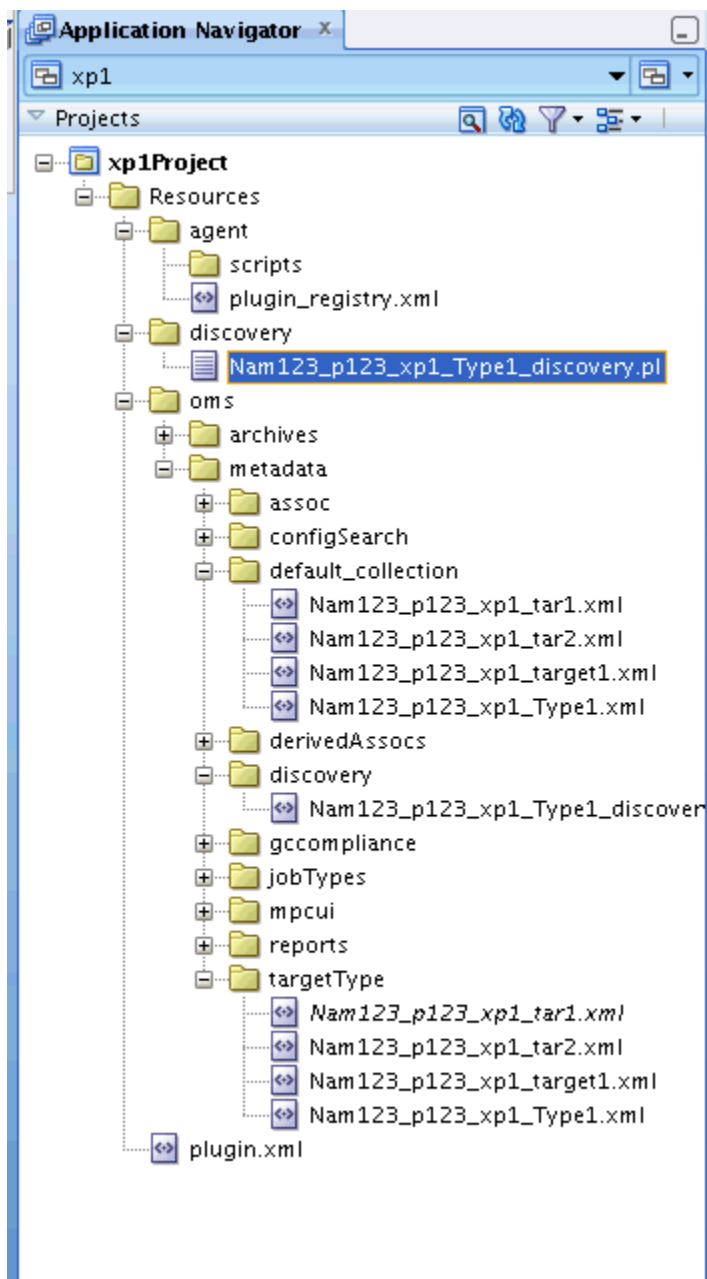 Application Navigator
xp1
Projects
xp1Project
Resources
agent
scripts
plugin_registry.xml
discovery
Nam123_p123_xp1_Type1_discovery.pl
oms
archives
metadata
assoc
configSearch
default_collection
Nam123_p123_xp1_tar1.xml
Nam123_p123_xp1_tar2.xml
Nam123_p123_xp1_target1.xml
Nam123_p123_xp1_Type1.xml
derivedAssocs
discovery
Nam123_p123_xp1_Type1_discover
gccompliance
jobTypes
mpcui
reports
targetType
Nam123_p123_xp1_tar1.xml
Nam123_p123_xp1_tar2.xml
Nam123_p123_xp1_target1.xml
Nam123_p123_xp1_Type1.xml
plugin.xml